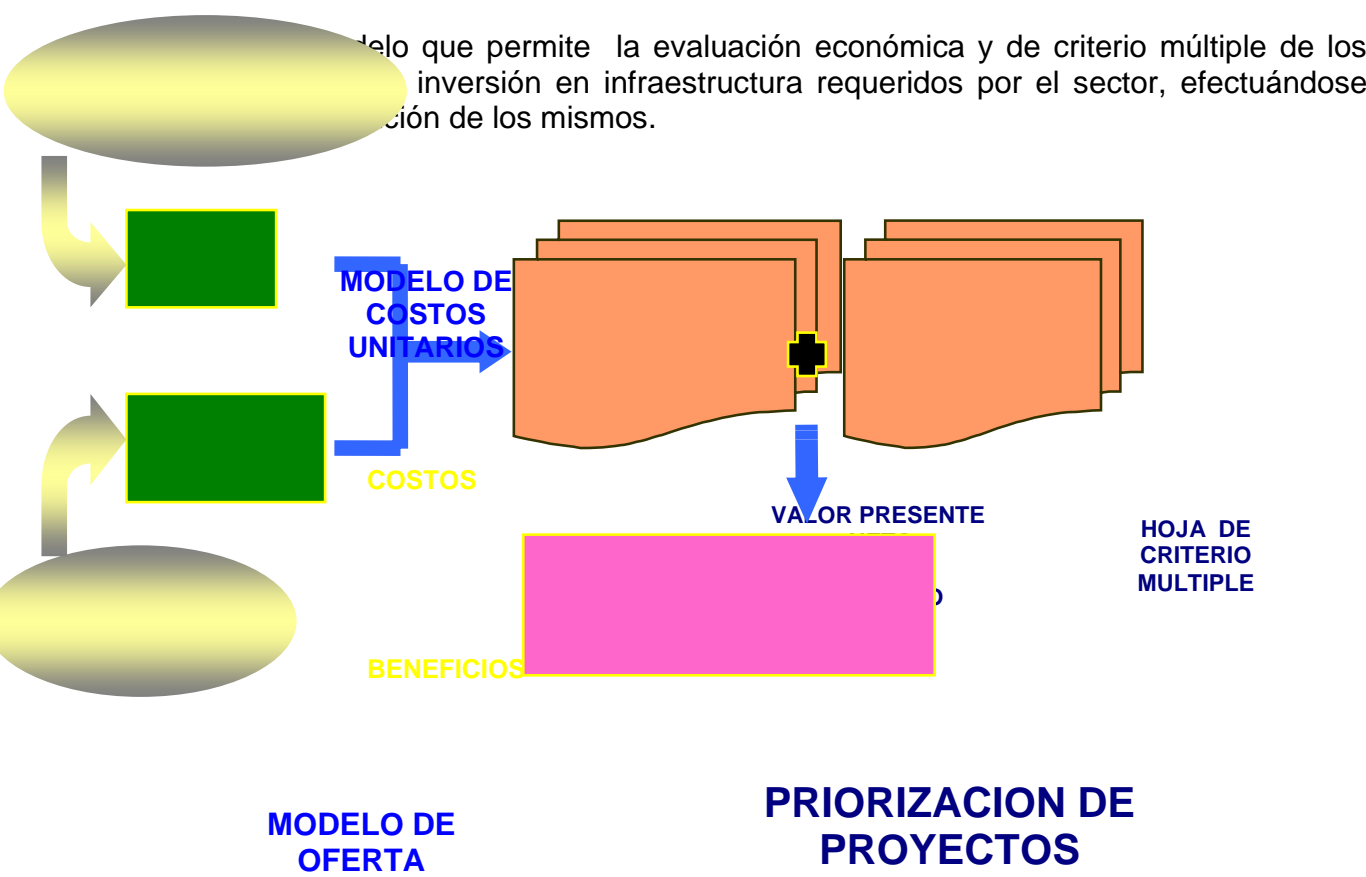 que permite la evaluación económica y de criterio múltiple de los
inversión en infraestructura requeridos por el sector, efectuándose
de los mismos.
MODELO DE
COSTOS
UNITARIOS
COSTOS
VALOR PRESENTE
HOJA DE
CRITERIO
MULTIPLE
BENEFICIOS
MODELO DE
OFERTA
PRIORIZACION DE
PROYECTOS